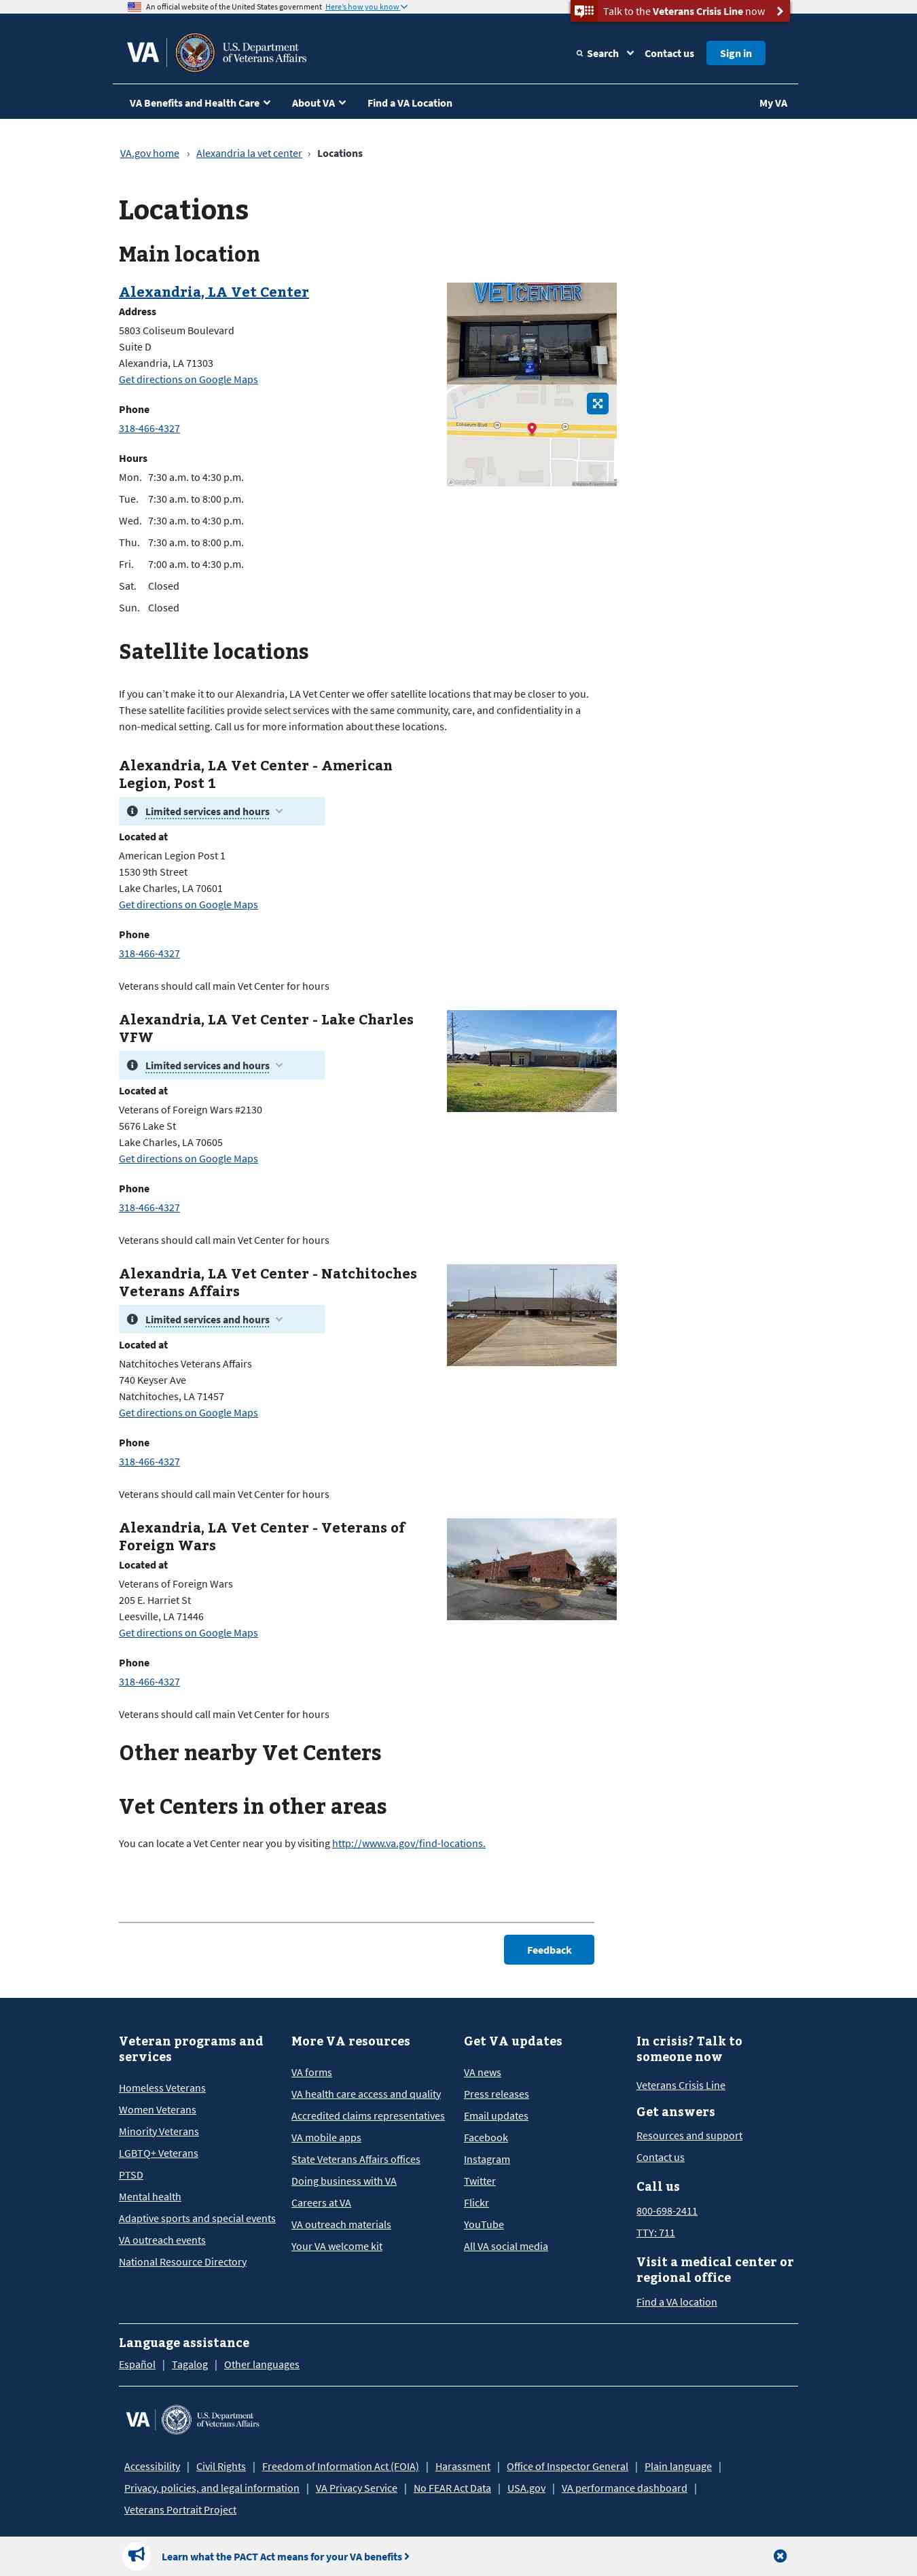 An official website of the United States government Here's how you know
Talk to the Veterans Crisis Line now
VA
U.S. Department
of Veterans Affairs
Search
Contact us
Sign in
VA Benefits and Health Care
About VA
Find a VA Location
My VA
VA.gov home › Alexandria la vet center › Locations
Locations
Main location
Alexandria, LA Vet Center
VET CENTER
Address
5803 Coliseum Boulevard
Suite D
Alexandria, LA 71303
Get directions on Google Maps
Coliseum Blvd
Phone
318-466-4327
Hours
Mon. 7:30 a.m. to 4:30 p.m.
Tue. 7:30 a.m. to 8:00 p.m.
Wed. 7:30 a.m. to 4:30 p.m.
Thu. 7:30 a.m. to 8:00 p.m.
Fri. 7:00 a.m. to 4:30 p.m.
Sat. Closed
Sun. Closed
Satellite locations
If you can’t make it to our Alexandria, LA Vet Center we offer satellite locations that may be closer to you.
These satellite facilities provide select services with the same community, care, and confidentiality in a
non-medical setting. Call us for more information about these locations.
Alexandria, LA Vet Center - American
Legion, Post 1
Limited services and hours
Located at
American Legion Post 1
1530 9th Street
Lake Charles, LA 70601
Get directions on Google Maps
Phone
318-466-4327
Veterans should call main Vet Center for hours
Alexandria, LA Vet Center - Lake Charles
VFW
Limited services and hours
Located at
Veterans of Foreign Wars #2130
5676 Lake St
Lake Charles, LA 70605
Get directions on Google Maps
Phone
318-466-4327
Veterans should call main Vet Center for hours
Alexandria, LA Vet Center - Natchitoches
Veterans Affairs
Limited services and hours
Located at
Natchitoches Veterans Affairs
740 Keyser Ave
Natchitoches, LA 71457
Get directions on Google Maps
Phone
318-466-4327
Veterans should call main Vet Center for hours
Alexandria, LA Vet Center - Veterans of
Foreign Wars
Located at
Veterans of Foreign Wars
205 E. Harriet St
Leesville, LA 71446
Get directions on Google Maps
Phone
318-466-4327
Veterans should call main Vet Center for hours
Other nearby Vet Centers
Vet Centers in other areas
You can locate a Vet Center near you by visiting http://www.va.gov/find-locations.
Feedback
Veteran programs and
services
Homeless Veterans
Women Veterans
Minority Veterans
LGBTQ+ Veterans
PTSD
Mental health
Adaptive sports and special events
VA outreach events
National Resource Directory
More VA resources
VA forms
VA health care access and quality
Accredited claims representatives
VA mobile apps
State Veterans Affairs offices
Doing business with VA
Careers at VA
VA outreach materials
Your VA welcome kit
Get VA updates
VA news
Press releases
Email updates
Facebook
Instagram
Twitter
Flickr
YouTube
All VA social media
In crisis? Talk to
someone now
Veterans Crisis Line
Get answers
Resources and support
Contact us
Call us
800-698-2411
TTY: 711
Visit a medical center or
regional office
Find a VA location
Language assistance
Español | Tagalog | Other languages
VA
U.S. Department
of Veterans Affairs
Accessibility | Civil Rights | Freedom of Information Act (FOIA) | Harassment | Office of Inspector General | Plain language |
Privacy, policies, and legal information | VA Privacy Service | No FEAR Act Data | USA.gov | VA performance dashboard |
Veterans Portrait Project
Learn what the PACT Act means for your VA benefits